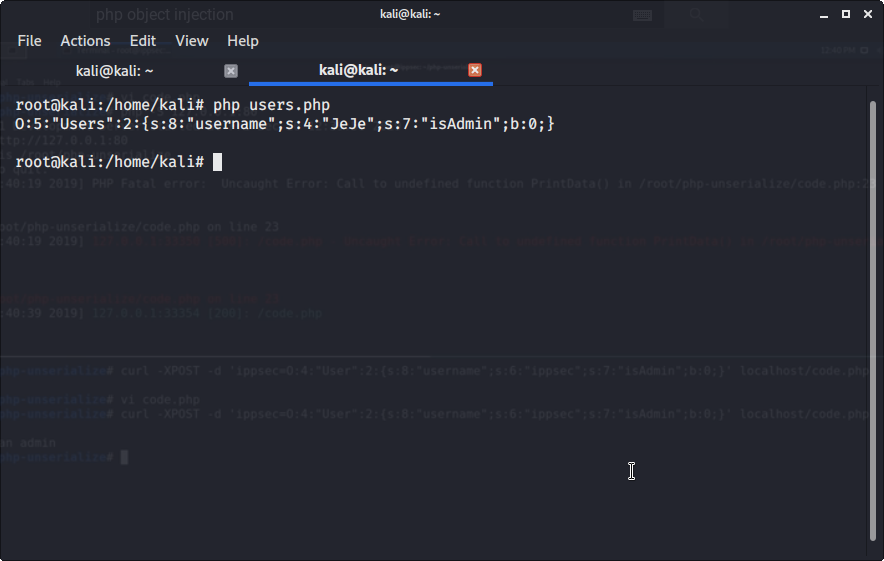 php object injection
kali@kali: ~
File Actions Edit View Help
kali@kali: ~ kali@kali: ~
root@kali:/home/kali# php users.php
O:5:"Users":2:{s:8:"username";s:4:"JeJe";s:7:"isAdmin";b:0;}
ttp://127.0.0.1:80
root@kali:/home/kali#
quit.
:40:19 2019] PHP Fatal error: Uncaught Error: Call to undefined function PrintData() in /root/php-unserialize/code.php:23
oot/php-unserialize/code.php on line 23
:40:19 2019]
:40:39 2019] 127.0.0.1:33354 [200]: /code.php
php-unserialize# curl -XPOST -d 'ippsec=O:4:"User":2:{s:8:"username";s:6:"ippsec";s:7:"isAdmin";b:0;}' localhost/code.php
php-unserialize# vi code.php
php-unserialize# curl -XPOST -d 'ippsec=O:4:"User":2:{s:8:"username";s:6:"ippsec";s:7:"isAdmin";b:0;}' localhost/code.php
an admin
php-unserialize#